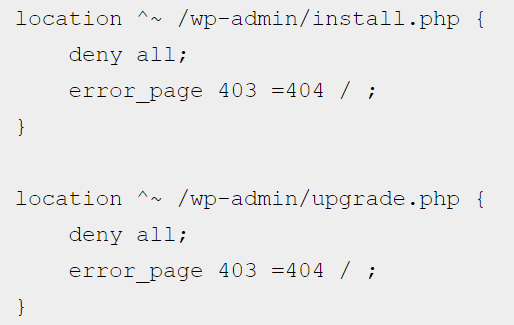 location ^~ /wp-admin/install.php {
    deny all;
    error_page 403 =404 / ;
}

location ^~ /wp-admin/upgrade.php {
    deny all;
    error_page 403 =404 / ;
}